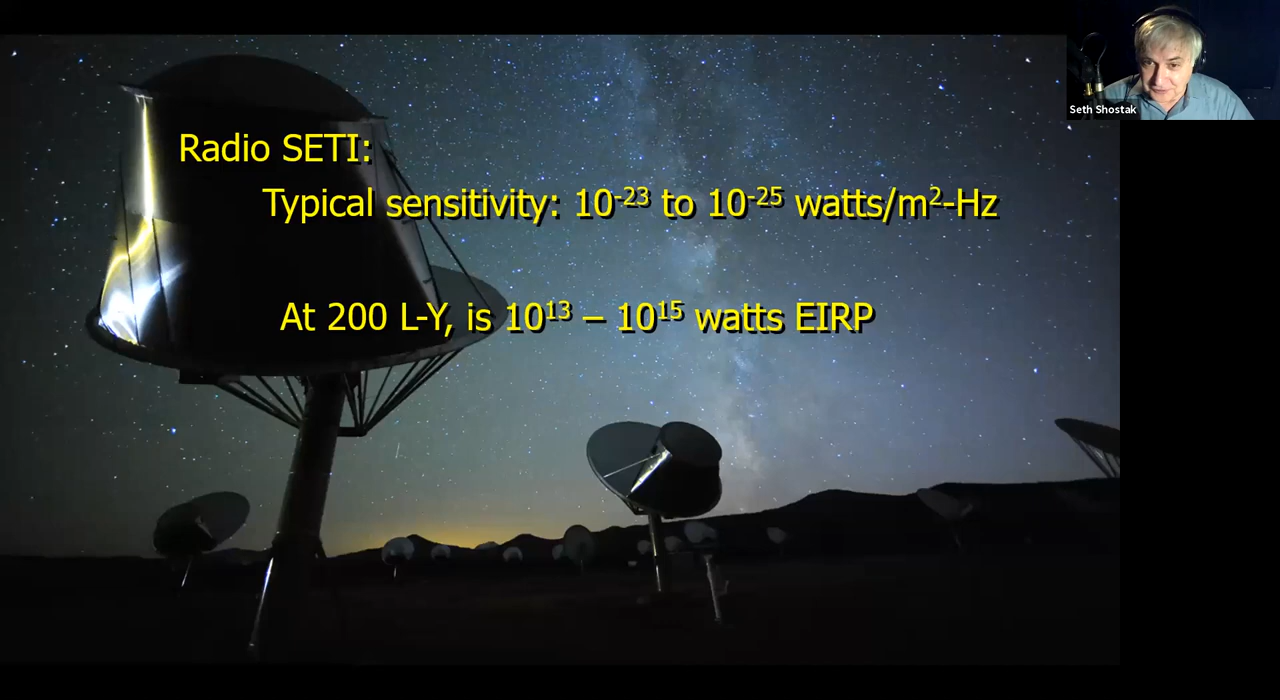 Radio SETI:
Typical sensitivity: 10⁻²³ to 10⁻²⁵ watts/m²-Hz
At 200 L-Y, is 10¹³ – 10¹⁵ watts EIRP
Seth Shostak